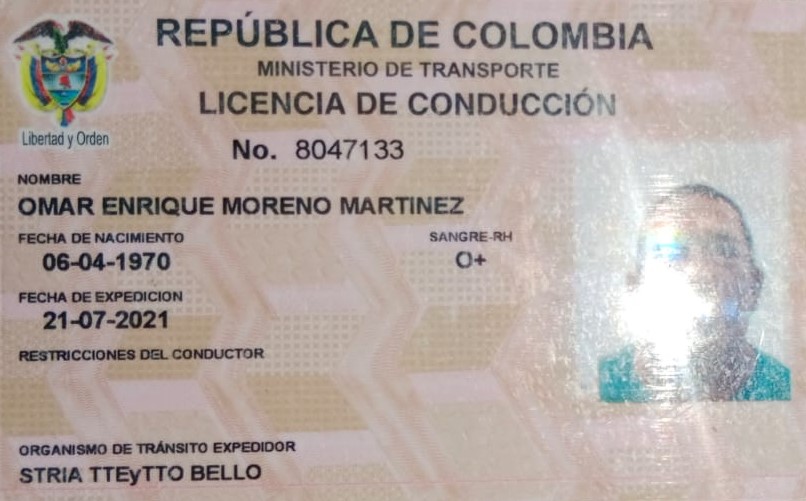 REPÚBLICA DE COLOMBIA
MINISTERIO DE TRANSPORTE
LICENCIA DE CONDUCCIÓN
Libertad y Orden
No. 8047133
NOMBRE
OMAR ENRIQUE MORENO MARTINEZ
FECHA DE NACIMIENTO
06-04-1970
SANGRE-RH
O+
FECHA DE EXPEDICION
21-07-2021
RESTRICCIONES DEL CONDUCTOR
ORGANISMO DE TRÁNSITO EXPEDIDOR
STRIA TTEyTTO BELLO